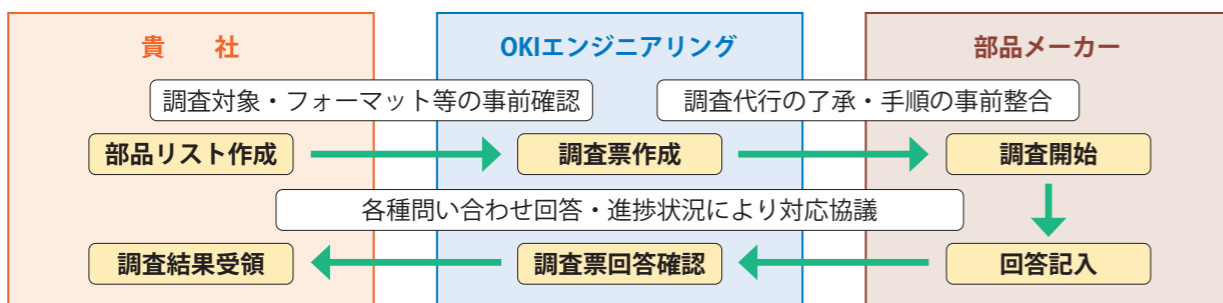 貴　　社
OKIエンジニアリング
部品メーカー
調査対象・フォーマット等の事前確認
調査代行の了承・手順の事前整合
部品リスト作成
調査票作成
調査開始
各種問い合わせ回答・進捗状況により対応協議
調査結果受領
調査票回答確認
回答記入